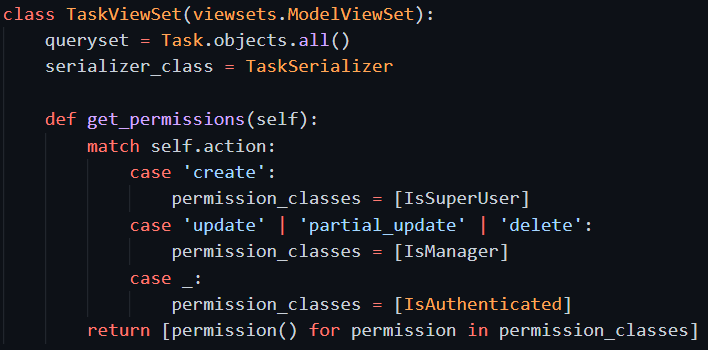 class TaskViewSet(viewsets.ModelViewSet):
    queryset = Task.objects.all()
    serializer_class = TaskSerializer

    def get_permissions(self):
        match self.action:
            case 'create':
                permission_classes = [IsSuperUser]
            case 'update' | 'partial_update' | 'delete':
                permission_classes = [IsManager]
            case _:
                permission_classes = [IsAuthenticated]
        return [permission() for permission in permission_classes]